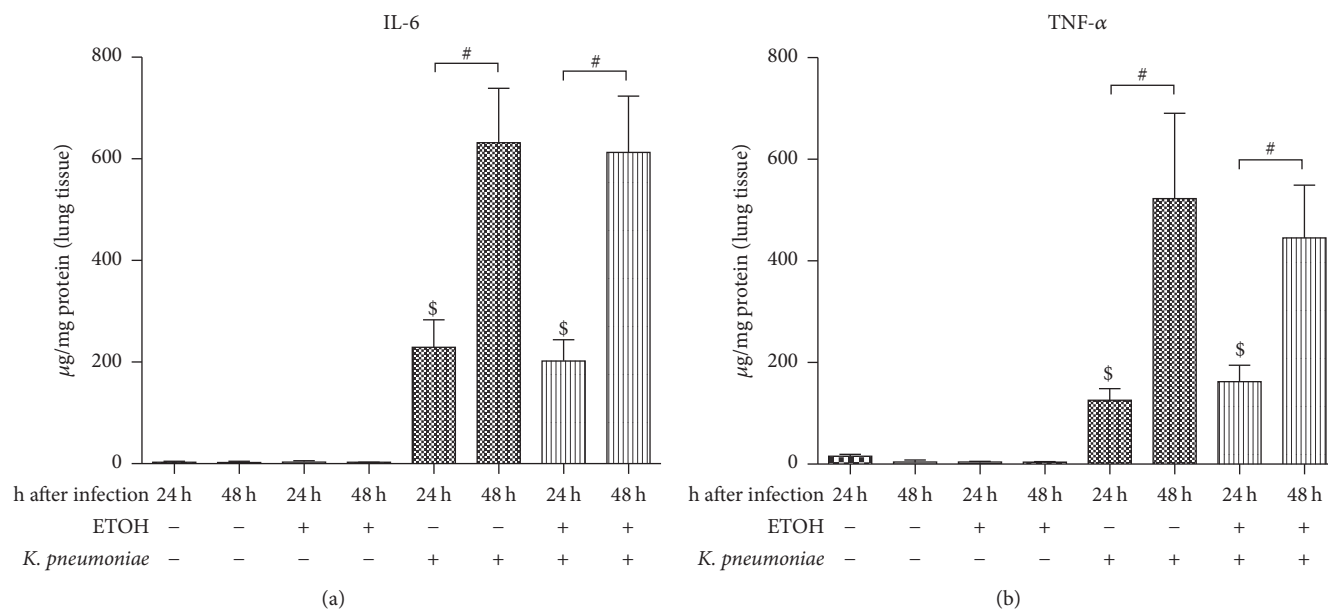 IL-6
800
600
400
200
0
μg/mg protein (lung tissue)
#
#
$
$
h after infection 24 h 48 h 24 h 48 h 24 h 48 h 24 h 48 h
ETOH − − + + − − + +
K. pneumoniae − − − − + + + +
(a)
TNF-α
800
600
400
200
0
μg/mg protein (lung tissue)
#
#
$
$
h after infection 24 h 48 h 24 h 48 h 24 h 48 h 24 h 48 h
ETOH − − + + − − + +
K. pneumoniae − − − − + + + +
(b)